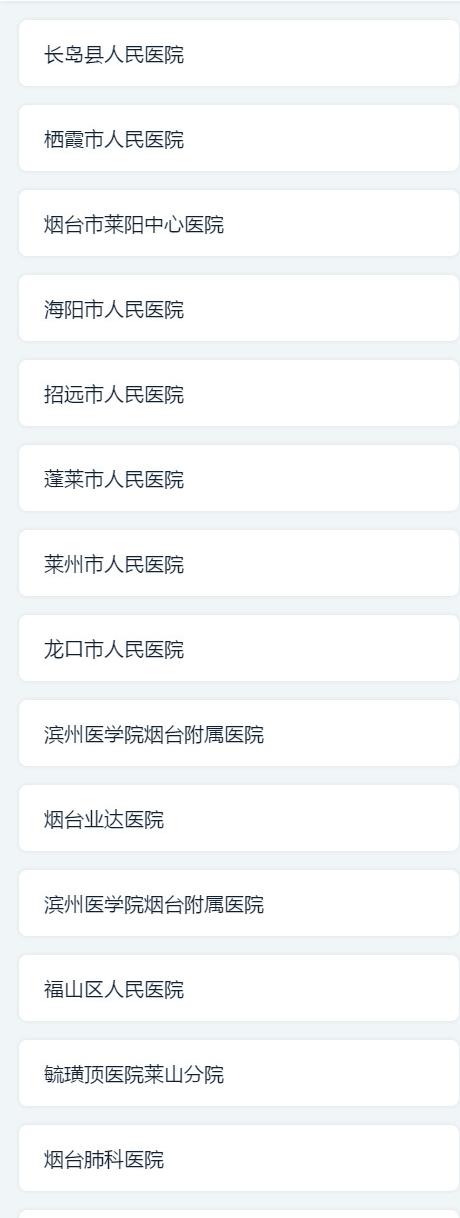 长岛县人民医院
栖霞市人民医院
烟台市莱阳中心医院
海阳市人民医院
招远市人民医院
蓬莱市人民医院
莱州市人民医院
龙口市人民医院
滨州医学院烟台附属医院
烟台业达医院
滨州医学院烟台附属医院
福山区人民医院
毓璜顶医院莱山分院
烟台肺科医院